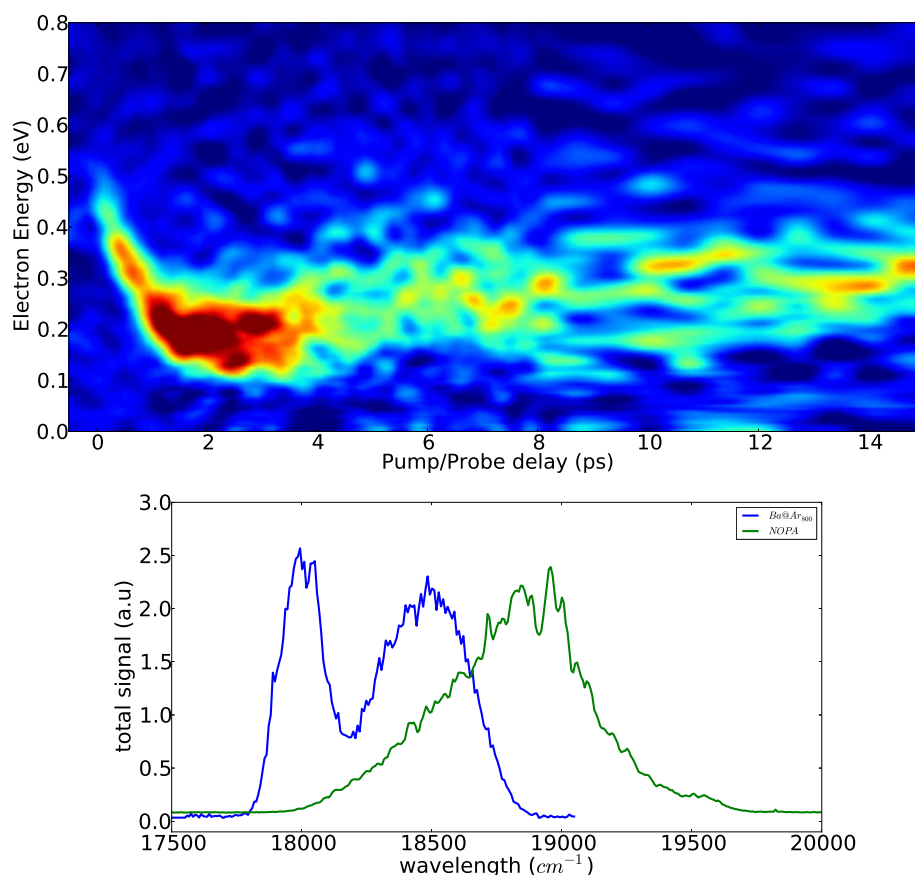 0.8
0.7
0.6
0.5
0.4
0.3
0.2
0.1
0.0
Electron Energy (eV)
0 2 4 6 8 10 12 14
Pump/Probe delay (ps)
3.0
2.5
2.0
1.5
1.0
0.5
0.0
total signal (a.u)
Ba@Ar₈₀₀
NOPA
17500 18000 18500 19000 19500 20000
wavelength (cm⁻¹)